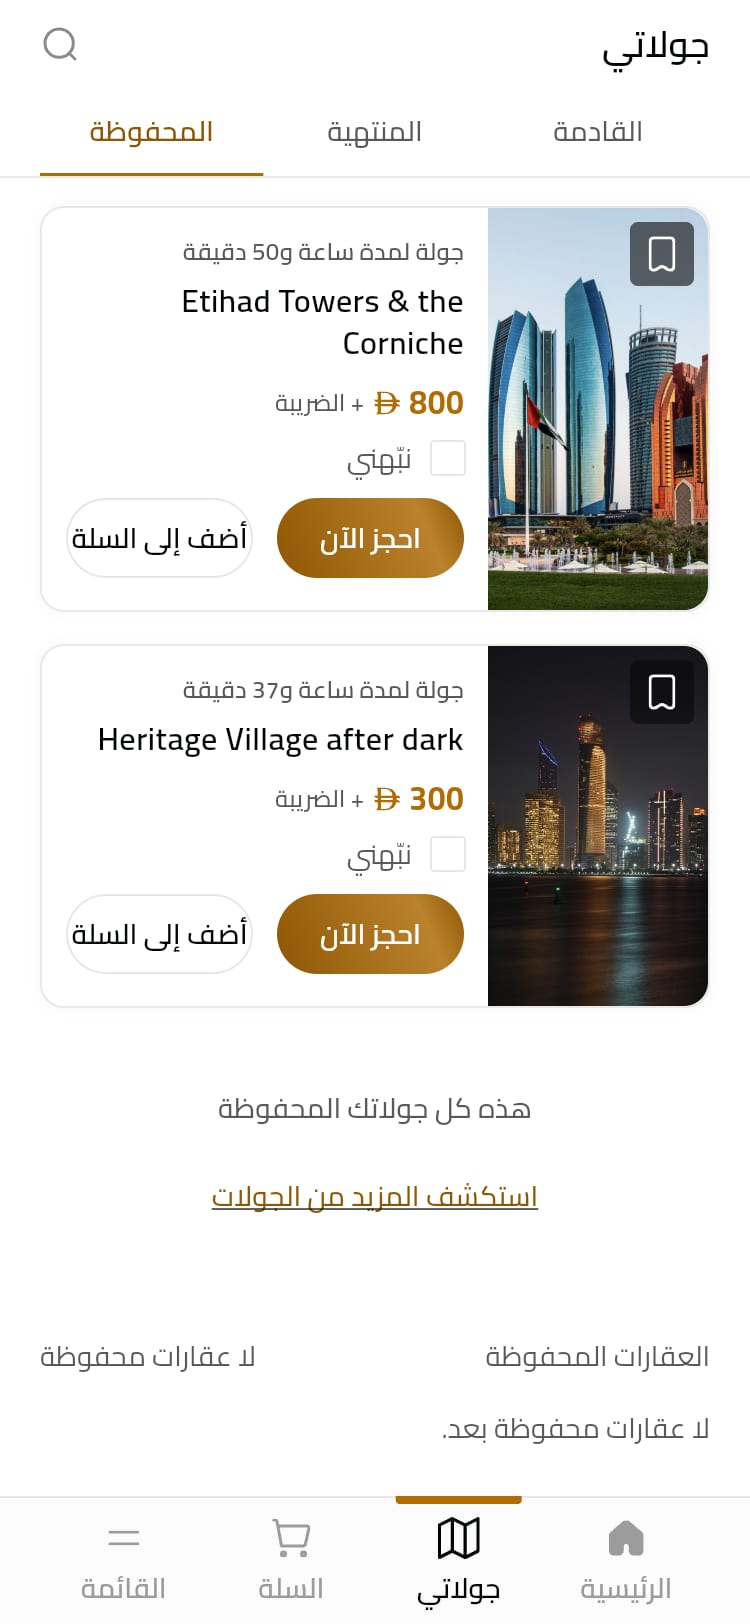 جولاتي
القادمة
المنتهية
المحفوظة
جولة لمدة ساعة و50 دقيقة
Etihad Towers & the
Corniche
800 AED + الضريبة
نبّهني
احجز الآن
أضف إلى السلة
جولة لمدة ساعة و37 دقيقة
Heritage Village after dark
300 AED + الضريبة
نبّهني
احجز الآن
أضف إلى السلة
هذه كل جولاتك المحفوظة
استكشف المزيد من الجولات
العقارات المحفوظة
لا عقارات محفوظة
لا عقارات محفوظة بعد.
الرئيسية
جولاتي
السلة
القائمة